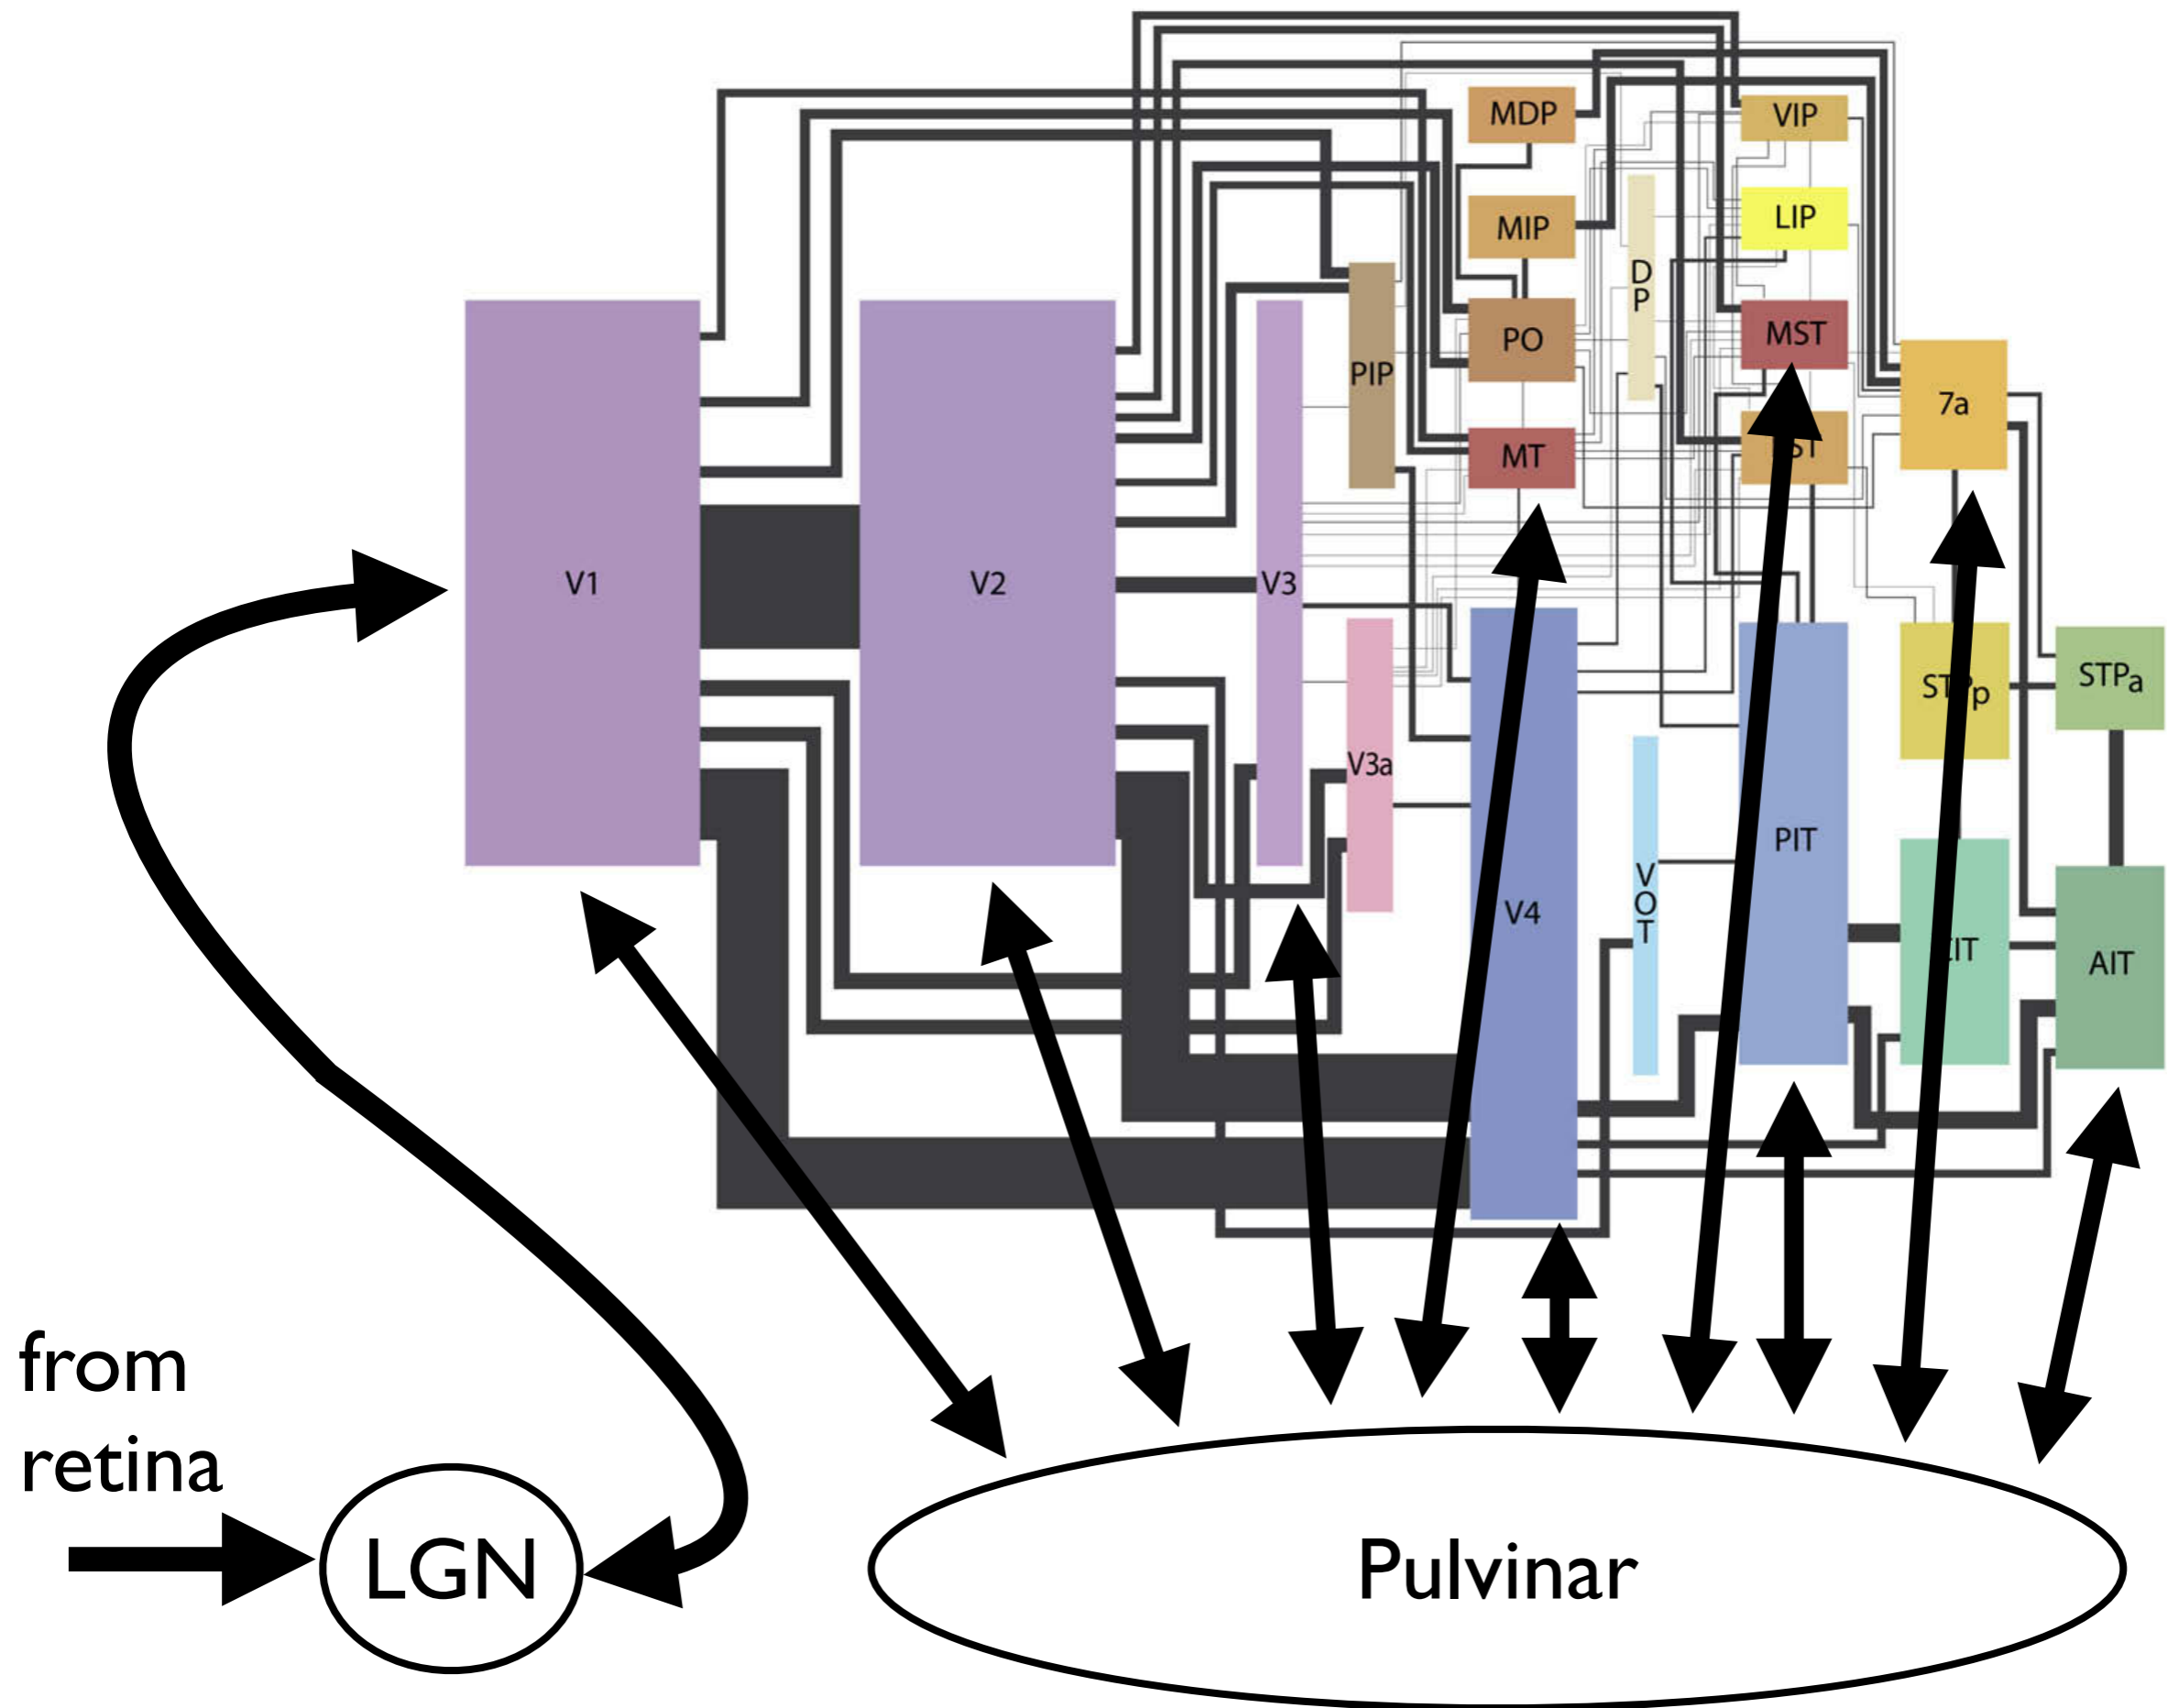 MDP
VIP
MIP
LIP
D
P
PO
MST
PIP
7a
MT
V1
V2
V3
STPp
STPa
V3a
PIT
V
O
T
V4
AIT
from
retina
LGN
Pulvinar